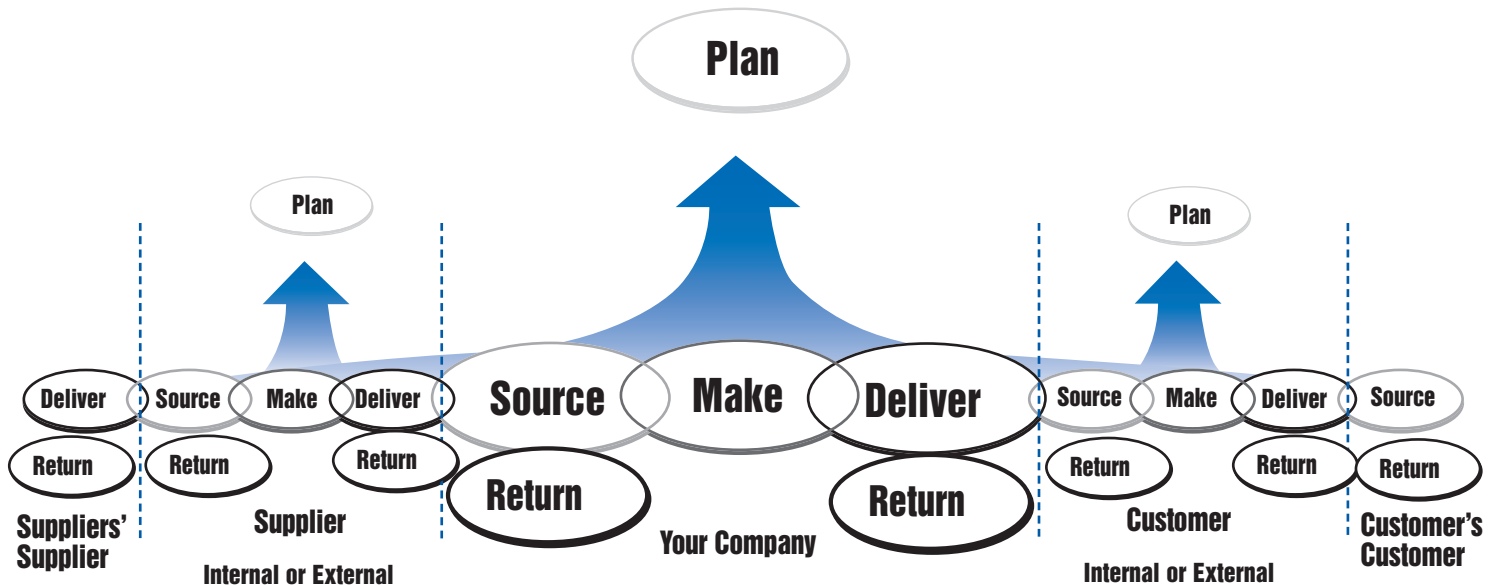 Plan
Plan
Plan
Deliver
Source
Make
Deliver
Source
Make
Deliver
Source
Make
Deliver
Source
Return
Return
Return
Return
Return
Return
Return
Return
Suppliers'
Supplier
Supplier
Internal or External
Your Company
Customer
Internal or External
Customer's
Customer